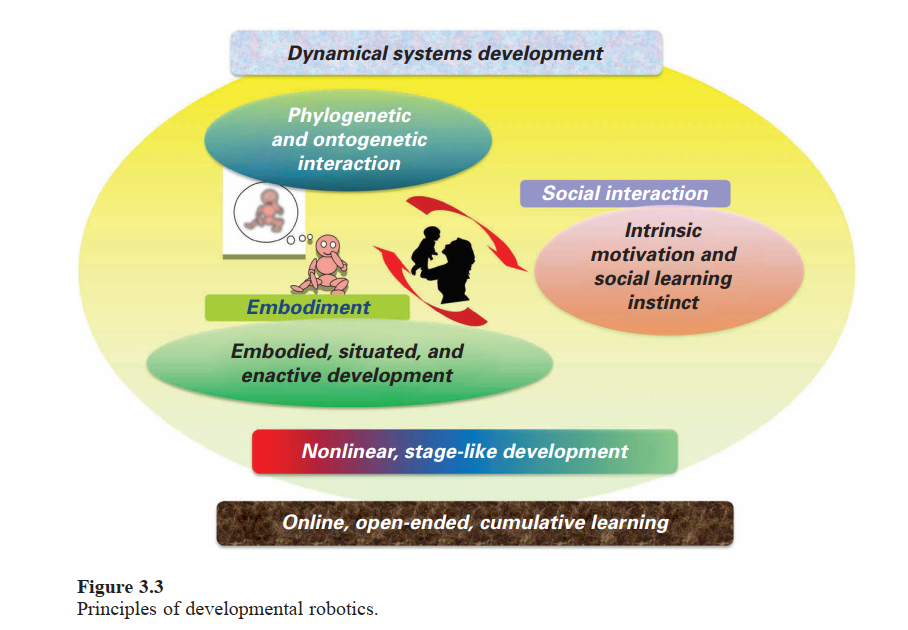 Dynamical systems development
Phylogenetic
and ontogenetic
interaction
Social interaction
Intrinsic
motivation and
social learning
instinct
Embodiment
Embodied, situated, and
enactive development
Nonlinear, stage-like development
Online, open-ended, cumulative learning
Figure 3.3
Principles of developmental robotics.